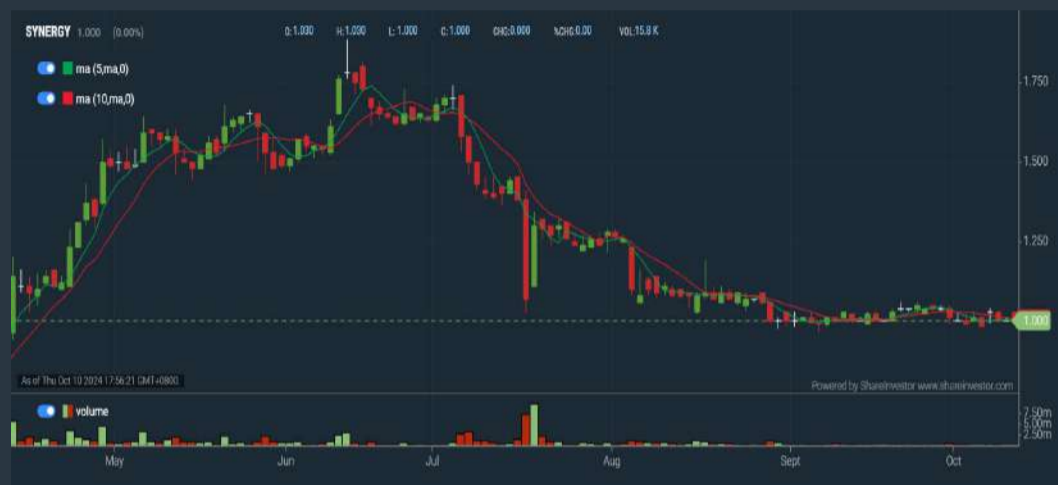 SYNERGY 1.000 (0.00%) O:1.000 H:1.030 L:1.000 C:1.000 CHG:0.000 %CHG:0.00 VOL:15.8 K
ma (5,ma,0)
ma (10,ma,0)
1.750
1.500
1.250
1.000
As of Thu Oct 10 2024 17:56:21 GMT+0800
Powered by ShareInvestor www.shareinvestor.com
volume
7.50m
5.00m
2.50m
May Jun Jul Aug Sept Oct